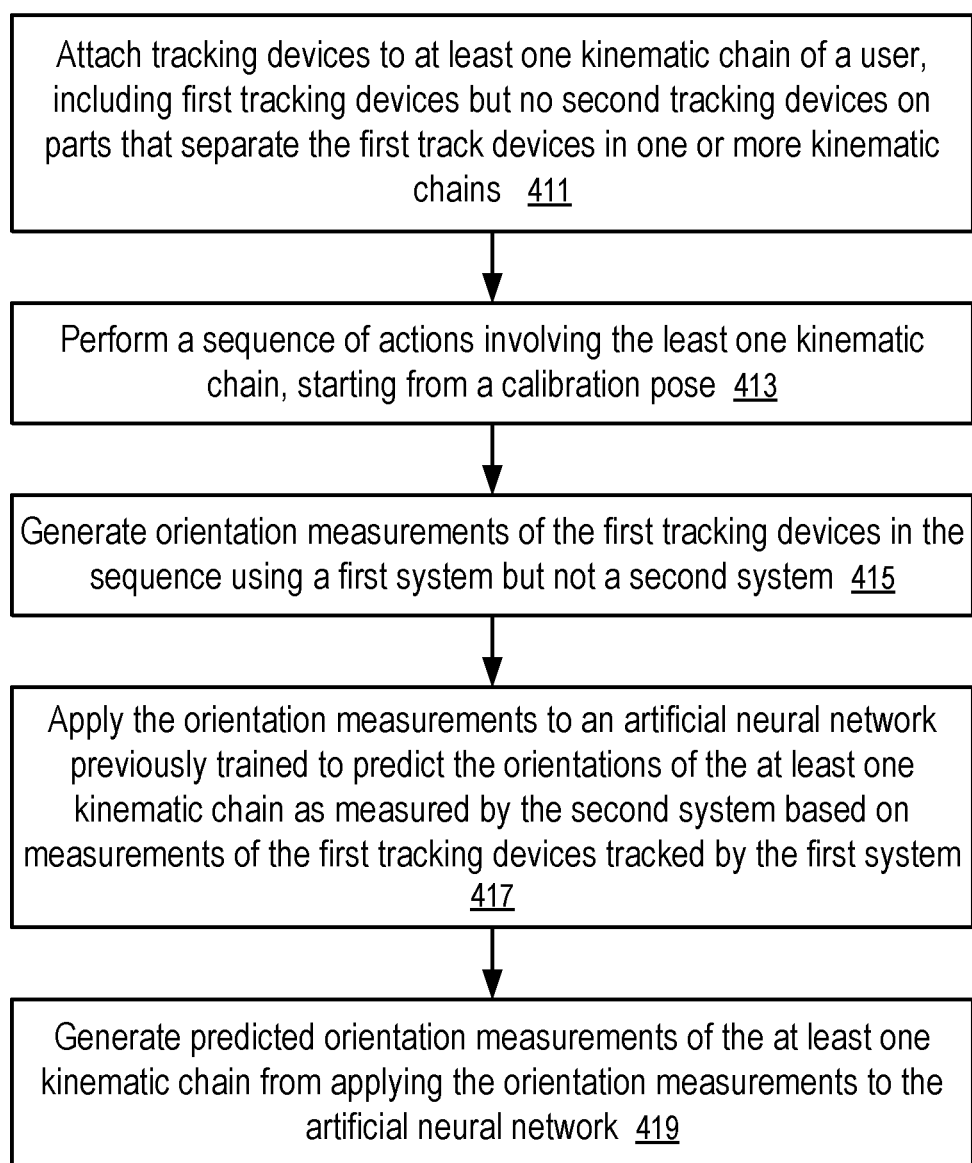 Attach tracking devices to at least one kinematic chain of a user,
including first tracking devices but no second tracking devices on
parts that separate the first track devices in one or more kinematic
chains 411
Perform a sequence of actions involving the least one kinematic
chain, starting from a calibration pose 413
Generate orientation measurements of the first tracking devices in the
sequence using a first system but not a second system 415
Apply the orientation measurements to an artificial neural network
previously trained to predict the orientations of the at least one
kinematic chain as measured by the second system based on
measurements of the first tracking devices tracked by the first system
417
Generate predicted orientation measurements of the at least one
kinematic chain from applying the orientation measurements to the
artificial neural network 419